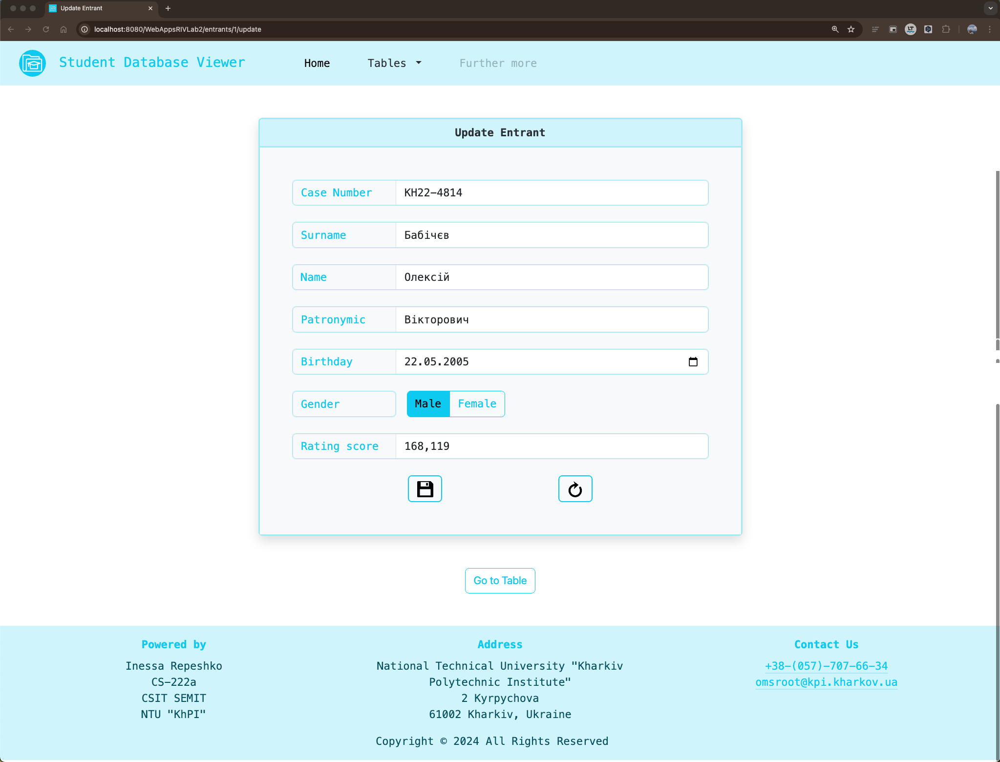 Update Entrant
localhost:8080/WebAppsRIVLab2/entrants/1/update
Student Database Viewer
Home
Tables
Further more
Update Entrant
Case Number
КН22-4814
Surname
Бабічєв
Name
Олексій
Patronymic
Вікторович
Birthday
22.05.2005
Gender
Male
Female
Rating score
168,119
Go to Table
Powered by
Inessa Repeshko
CS-222a
CSIT SEMIT
NTU "KhPI"
Address
National Technical University "Kharkiv
Polytechnic Institute"
2 Kyrpychova
61002 Kharkiv, Ukraine
Contact Us
+38-(057)-707-66-34
omsroot@kpi.kharkov.ua
Copyright © 2024 All Rights Reserved